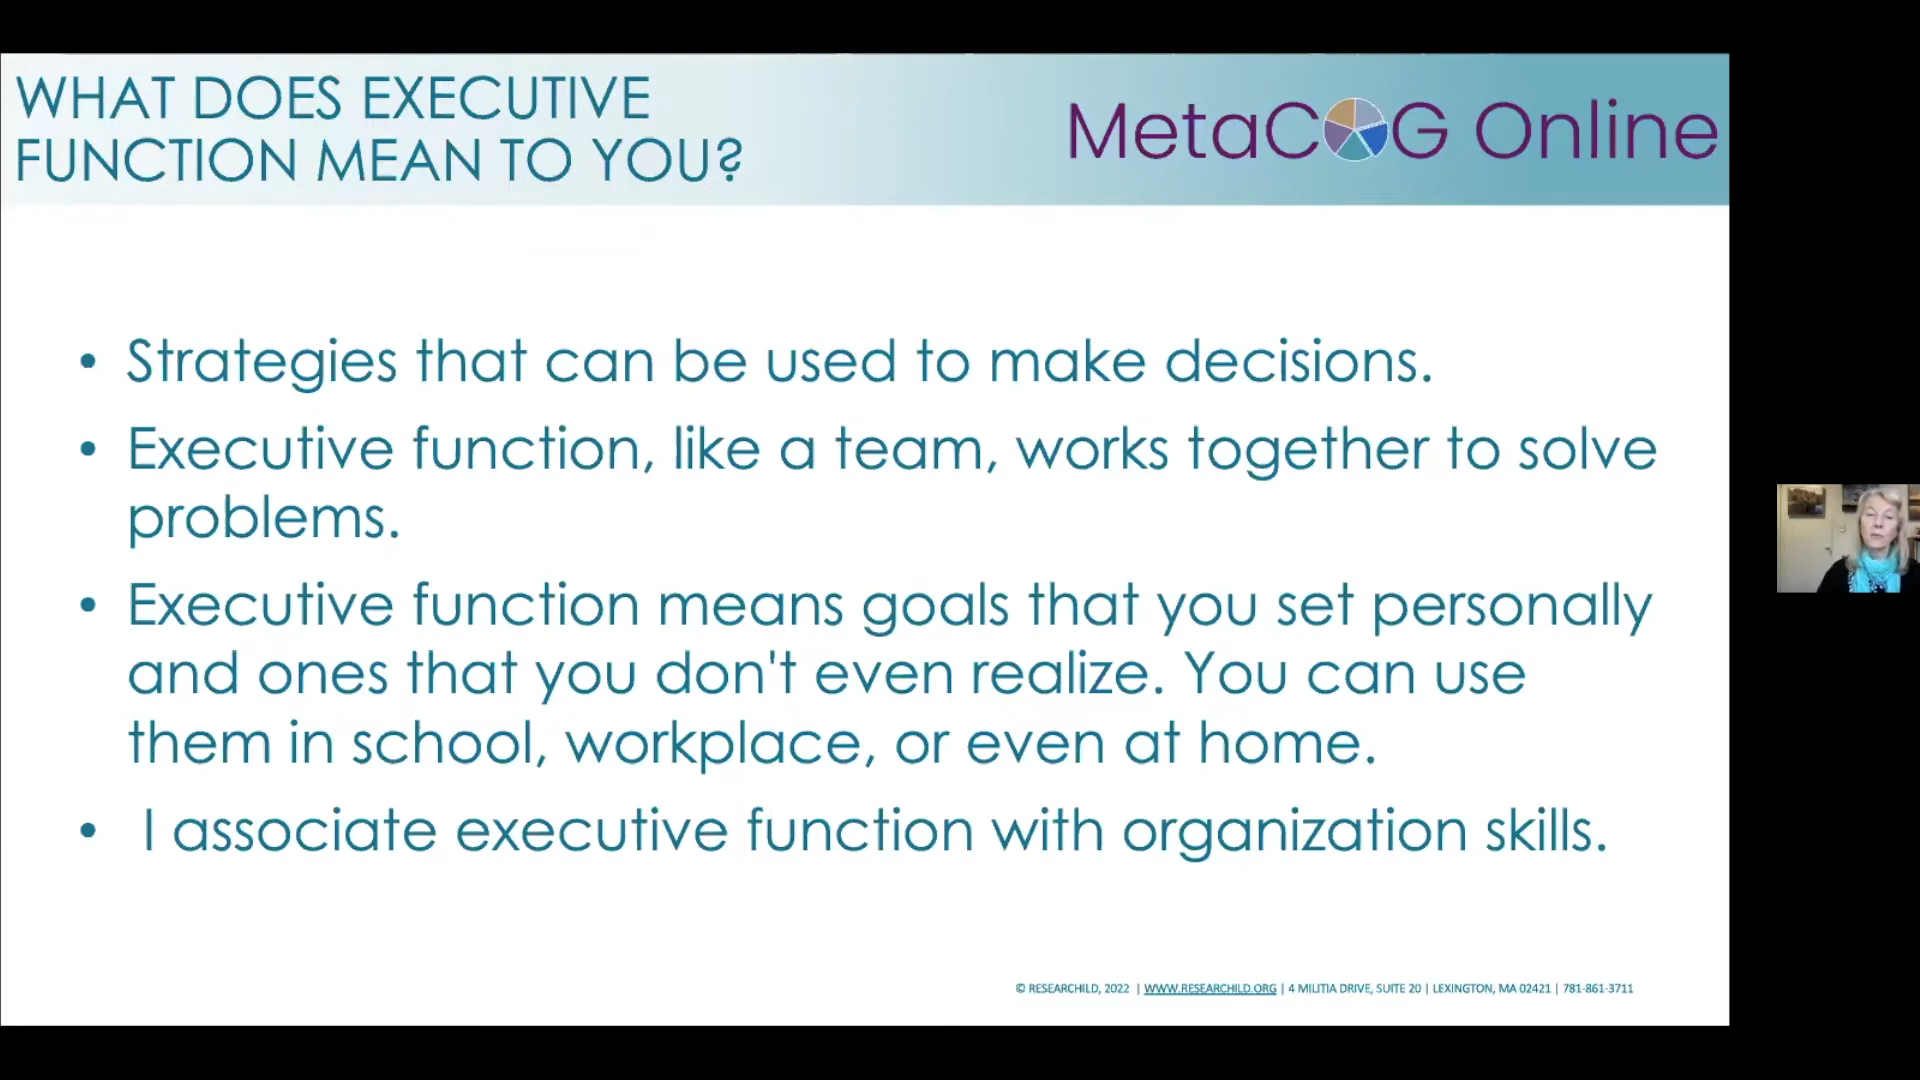 WHAT DOES EXECUTIVE
FUNCTION MEAN TO YOU?
MetaCOG Online
• Strategies that can be used to make decisions.
• Executive function, like a team, works together to solve
problems.
• Executive function means goals that you set personally
and ones that you don't even realize. You can use
them in school, workplace, or even at home.
• I associate executive function with organization skills.
© RESEARCHILD, 2022 | WWW.RESEARCHILD.ORG | 4 MILITIA DRIVE, SUITE 20 | LEXINGTON, MA 02421 | 781-861-3711